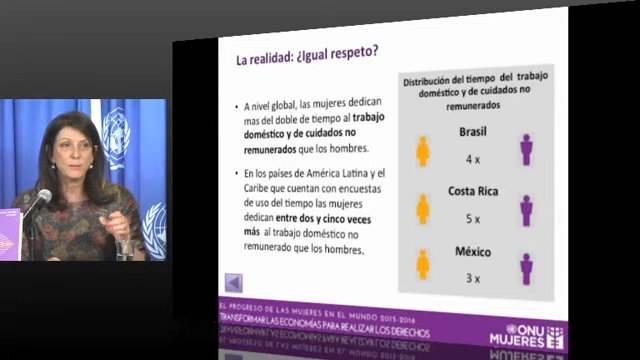 La realidad: ¿Igual respeto?
A nivel global, las mujeres dedican
mas del doble de tiempo al trabajo
doméstico y de cuidados no
remunerados que los hombres.
En los países de América Latina y el
Caribe que cuentan con encuestas
de uso del tiempo las mujeres
dedican entre dos y cinco veces
más al trabajo doméstico no
remunerado que los hombres.
Distribución del tiempo del trabajo
doméstico y de cuidados no
remunerados
Brasil
4 x
Costa Rica
5 x
México
3 x
EL PROGRESO DE LAS MUJERES EN EL MUNDO 2015-2016
TRANSFORMAR LAS ECONOMÍAS PARA REALIZAR LOS DERECHOS
ONU
MUJERES